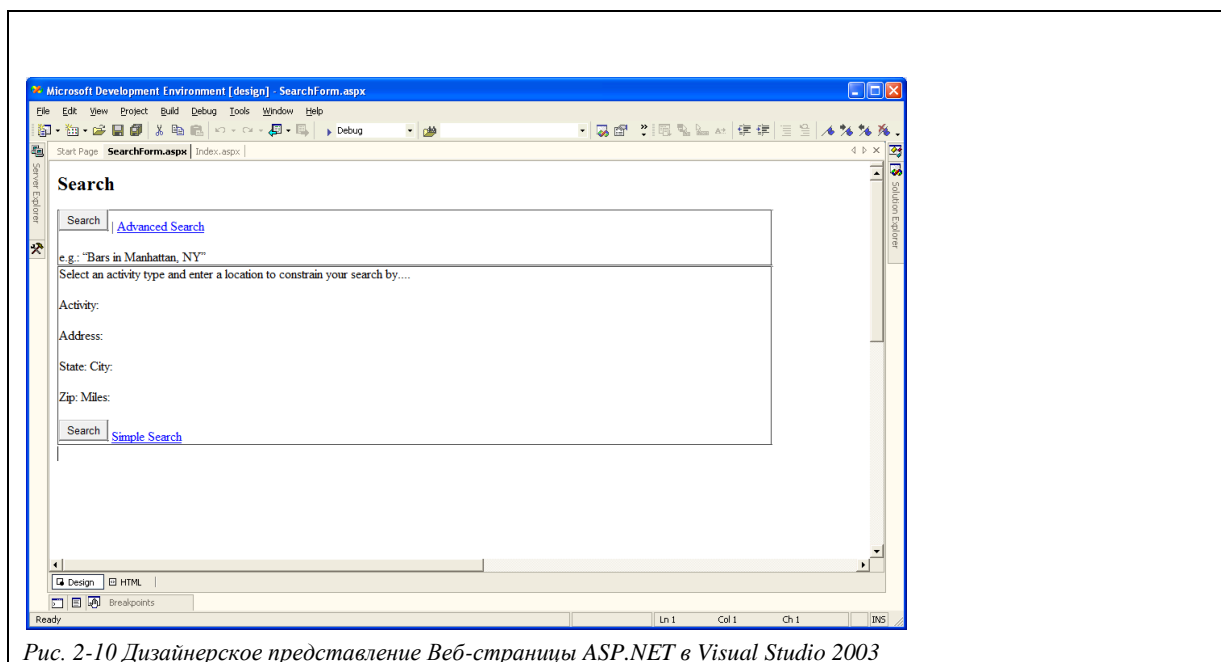 Microsoft Development Environment [design] - SearchForm.aspx
File Edit View Project Build Debug Tools Window Help
Debug
Start Page SearchForm.aspx Index.aspx
Server Explorer
Solution Explorer
Search
Search | Advanced Search
e.g.: “Bars in Manhattan, NY”
Select an activity type and enter a location to constrain your search by....
Activity:
Address:
State: City:
Zip: Miles:
Search Simple Search
Design HTML
Breakpoints
Ready Ln 1 Col 1 Ch 1 INS
Рис. 2-10 Дизайнерское представление Веб-страницы ASP.NET в Visual Studio 2003